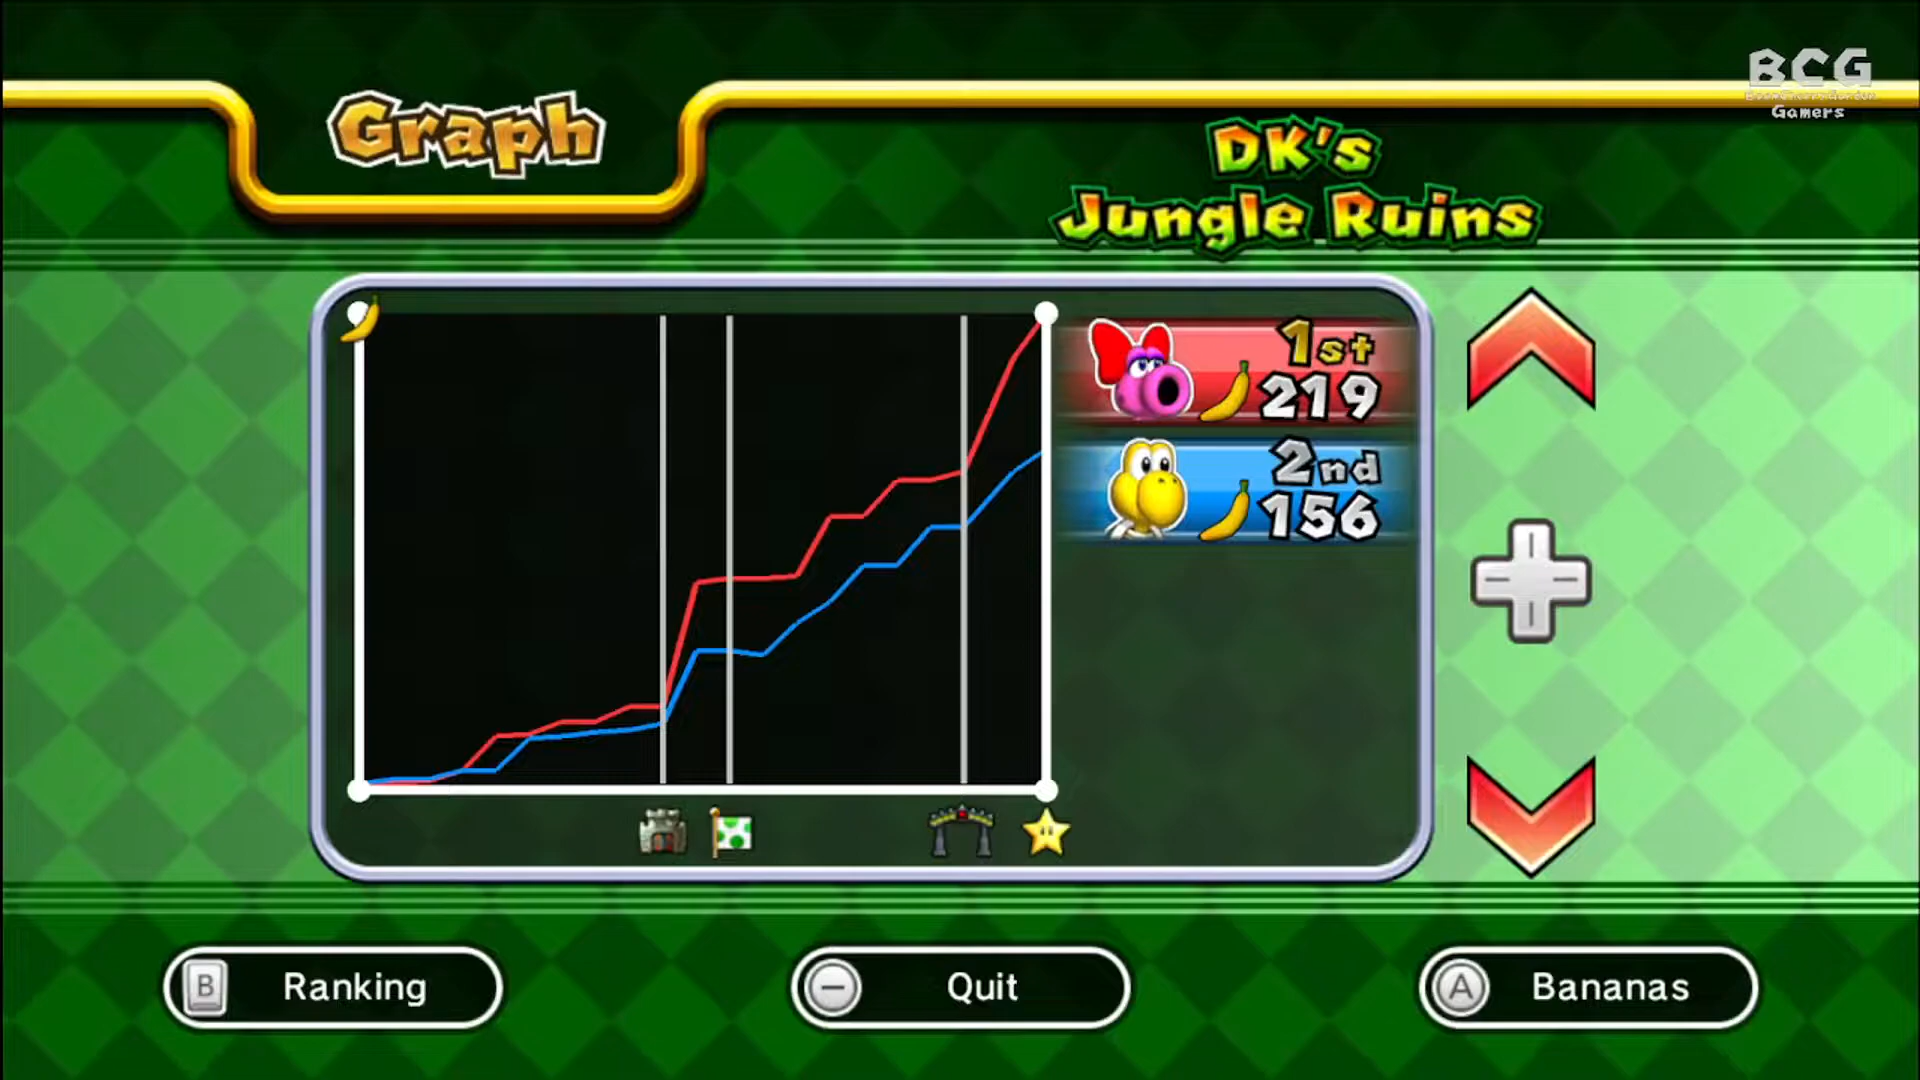 BCG
Gamers
Graph
DK's
Jungle Ruins
1st
219
2nd
156
B Ranking
Quit
A Bananas